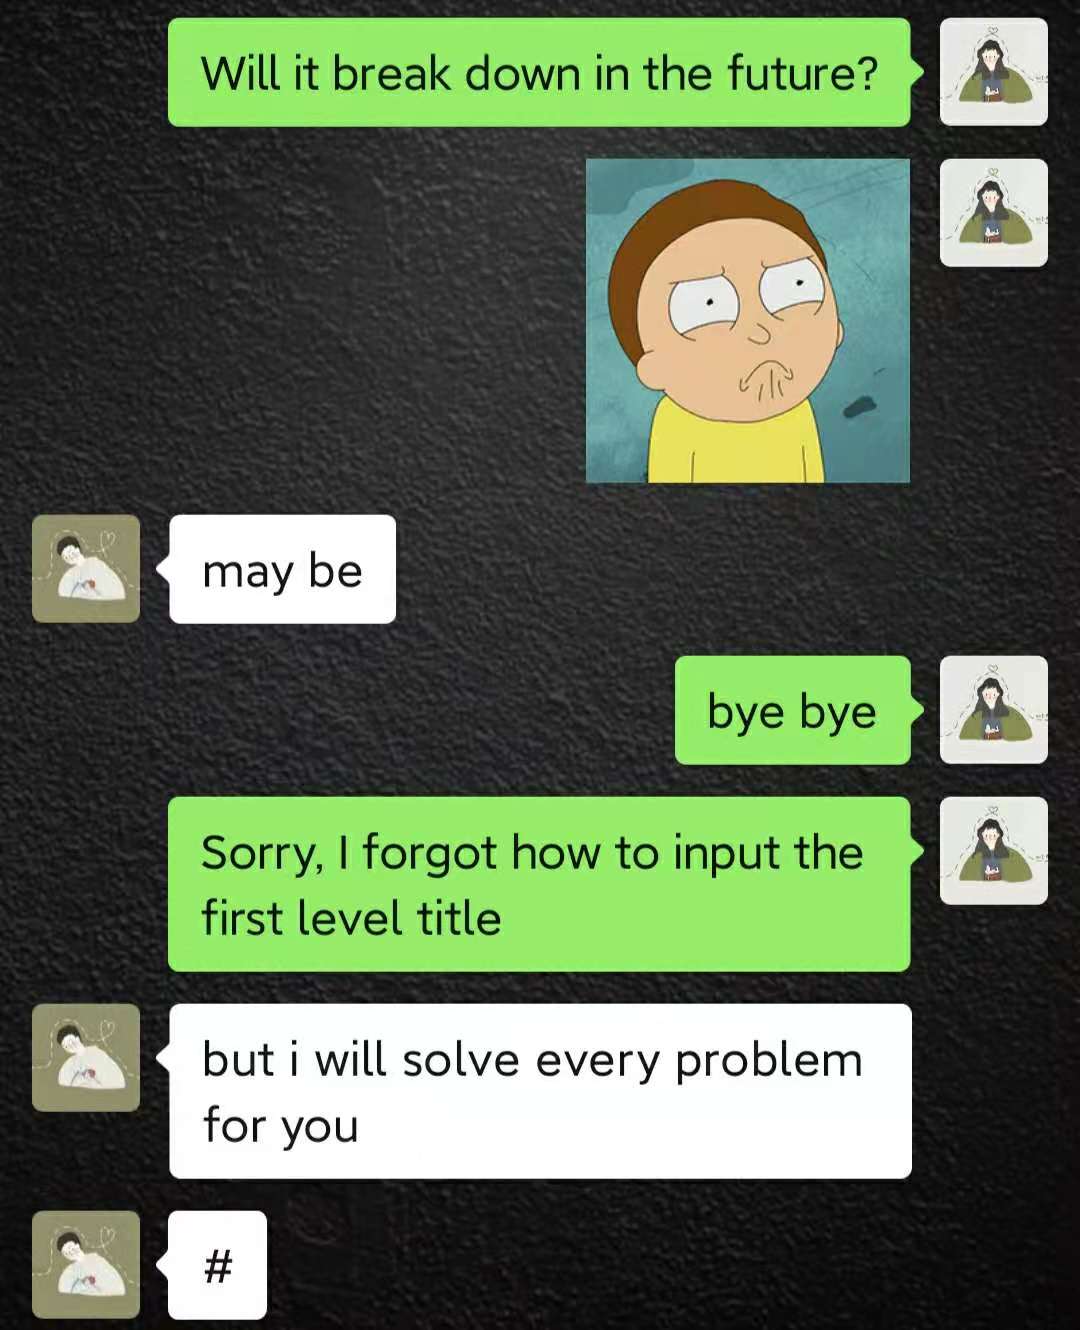 Will it break down in the future?
may be
bye bye
Sorry, I forgot how to input the
first level title
but i will solve every problem
for you
#